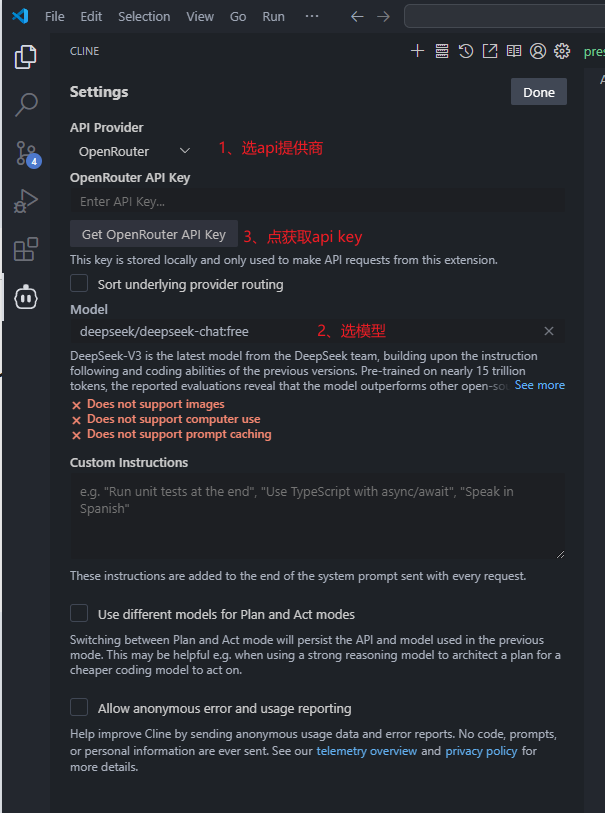 File Edit Selection View Go Run ···
CLINE
pres
Settings
Done
API Provider
OpenRouter
1、选api提供商
OpenRouter API Key
Enter API Key...
Get OpenRouter API Key
3、点获取api key
This key is stored locally and only used to make API requests from this extension.
Sort underlying provider routing
4
Model
deepseek/deepseek-chat:free
2、选模型
DeepSeek-V3 is the latest model from the DeepSeek team, building upon the instruction
following and coding abilities of the previous versions. Pre-trained on nearly 15 trillion
tokens, the reported evaluations reveal that the model outperforms other open-sou See more
Does not support images
Does not support computer use
Does not support prompt caching
Custom Instructions
e.g. "Run unit tests at the end", "Use TypeScript with async/await", "Speak in
Spanish"
These instructions are added to the end of the system prompt sent with every request.
Use different models for Plan and Act modes
Switching between Plan and Act mode will persist the API and model used in the previous
mode. This may be helpful e.g. when using a strong reasoning model to architect a plan for a
cheaper coding model to act on.
Allow anonymous error and usage reporting
Help improve Cline by sending anonymous usage data and error reports. No code, prompts,
or personal information are ever sent. See our telemetry overview and privacy policy for
more details.